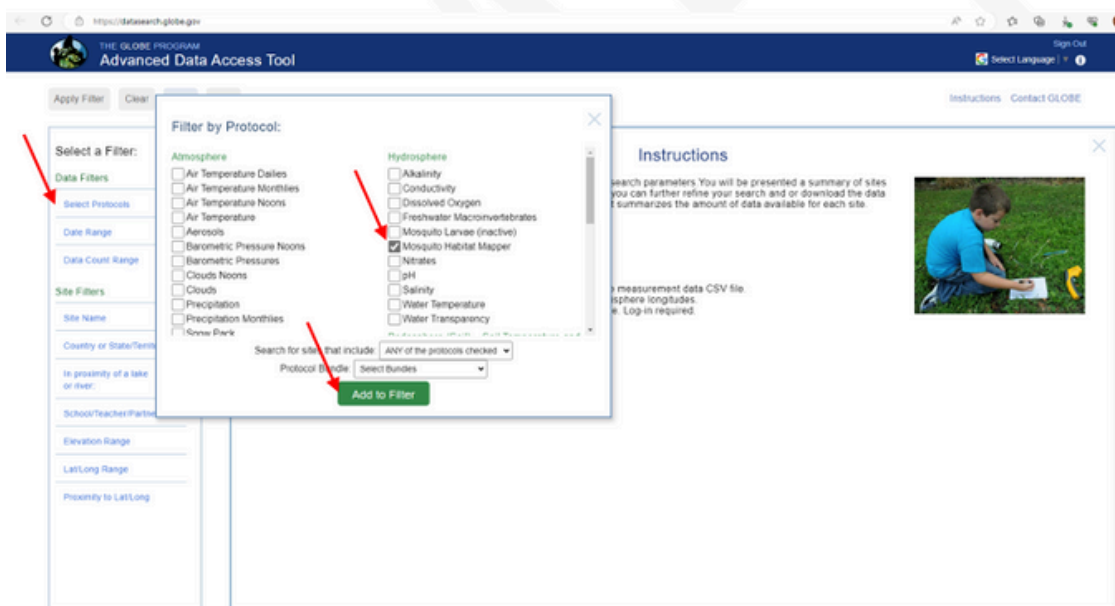 https://datasearch.globe.gov
THE GLOBE PROGRAM
Advanced Data Access Tool
Sign Out
Select Language
Apply Filter
Clear
Instructions
Contact GLOBE
Select a Filter:
Data Filters
Select Protocols
Date Range
Data Count Range
Site Filters
Site Name
Country or State/Territ
In proximity of a lake
or river:
School/Teacher/Partne
Elevation Range
Lat/Long Range
Proximity to Lat/Long
Filter by Protocol:
Atmosphere
Air Temperature Dailies
Air Temperature Monthlies
Air Temperature Noons
Air Temperature
Aerosols
Barometric Pressure Noons
Barometric Pressures
Clouds Noons
Clouds
Precipitation
Precipitation Monthlies
Snow Pack
Hydrosphere
Alkalinity
Conductivity
Dissolved Oxygen
Freshwater Macroinvertebrates
Mosquito Larvae (inactive)
Mosquito Habitat Mapper
Nitrates
pH
Salinity
Water Temperature
Water Transparency
Search for sites that include: ANY of the protocols checked
Protocol Bundle: Select Bundles
Add to Filter
Instructions
search parameters. You will be presented a summary of sites
you can further refine your search and or download the data
t summarizes the amount of data available for each site.
measurement data CSV file.
isphere longitudes.
e. Log-in required.